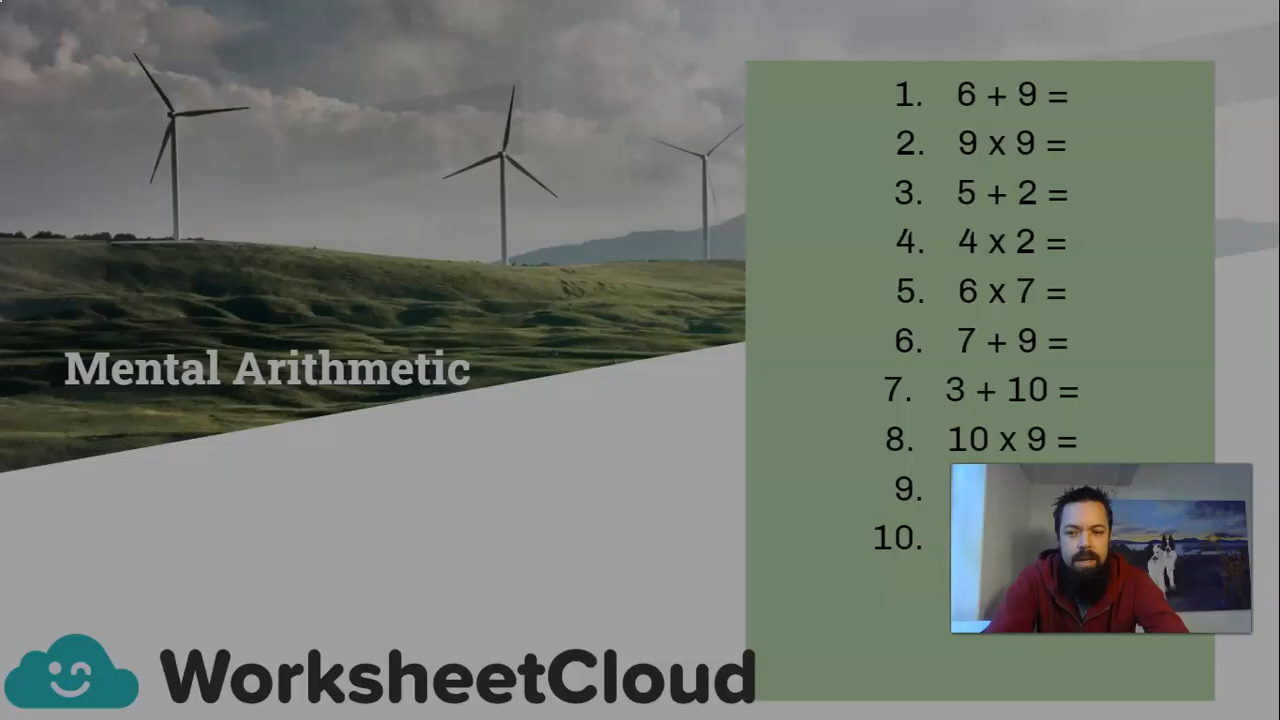 Mental Arithmetic
1. 6 + 9 =
2. 9 x 9 =
3. 5 + 2 =
4. 4 x 2 =
5. 6 x 7 =
6. 7 + 9 =
7. 3 + 10 =
8. 10 x 9 =
9.
10.
WorksheetCloud